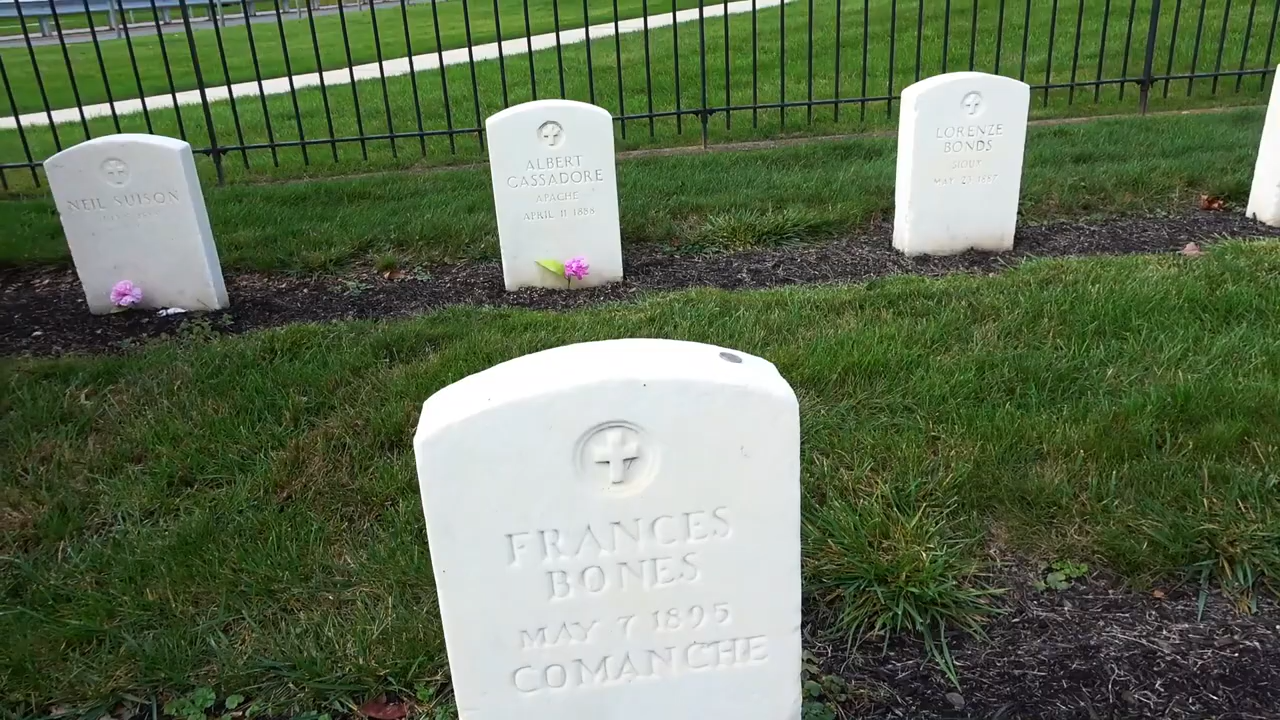 NEIL SUISON
ALBERT
CASSADORE
APACHE
APRIL 11 1886
LORENZE
BONDS
SIOUX
MAY 23 1887
FRANCES
BONES
MAY 7 1895
COMANCHE